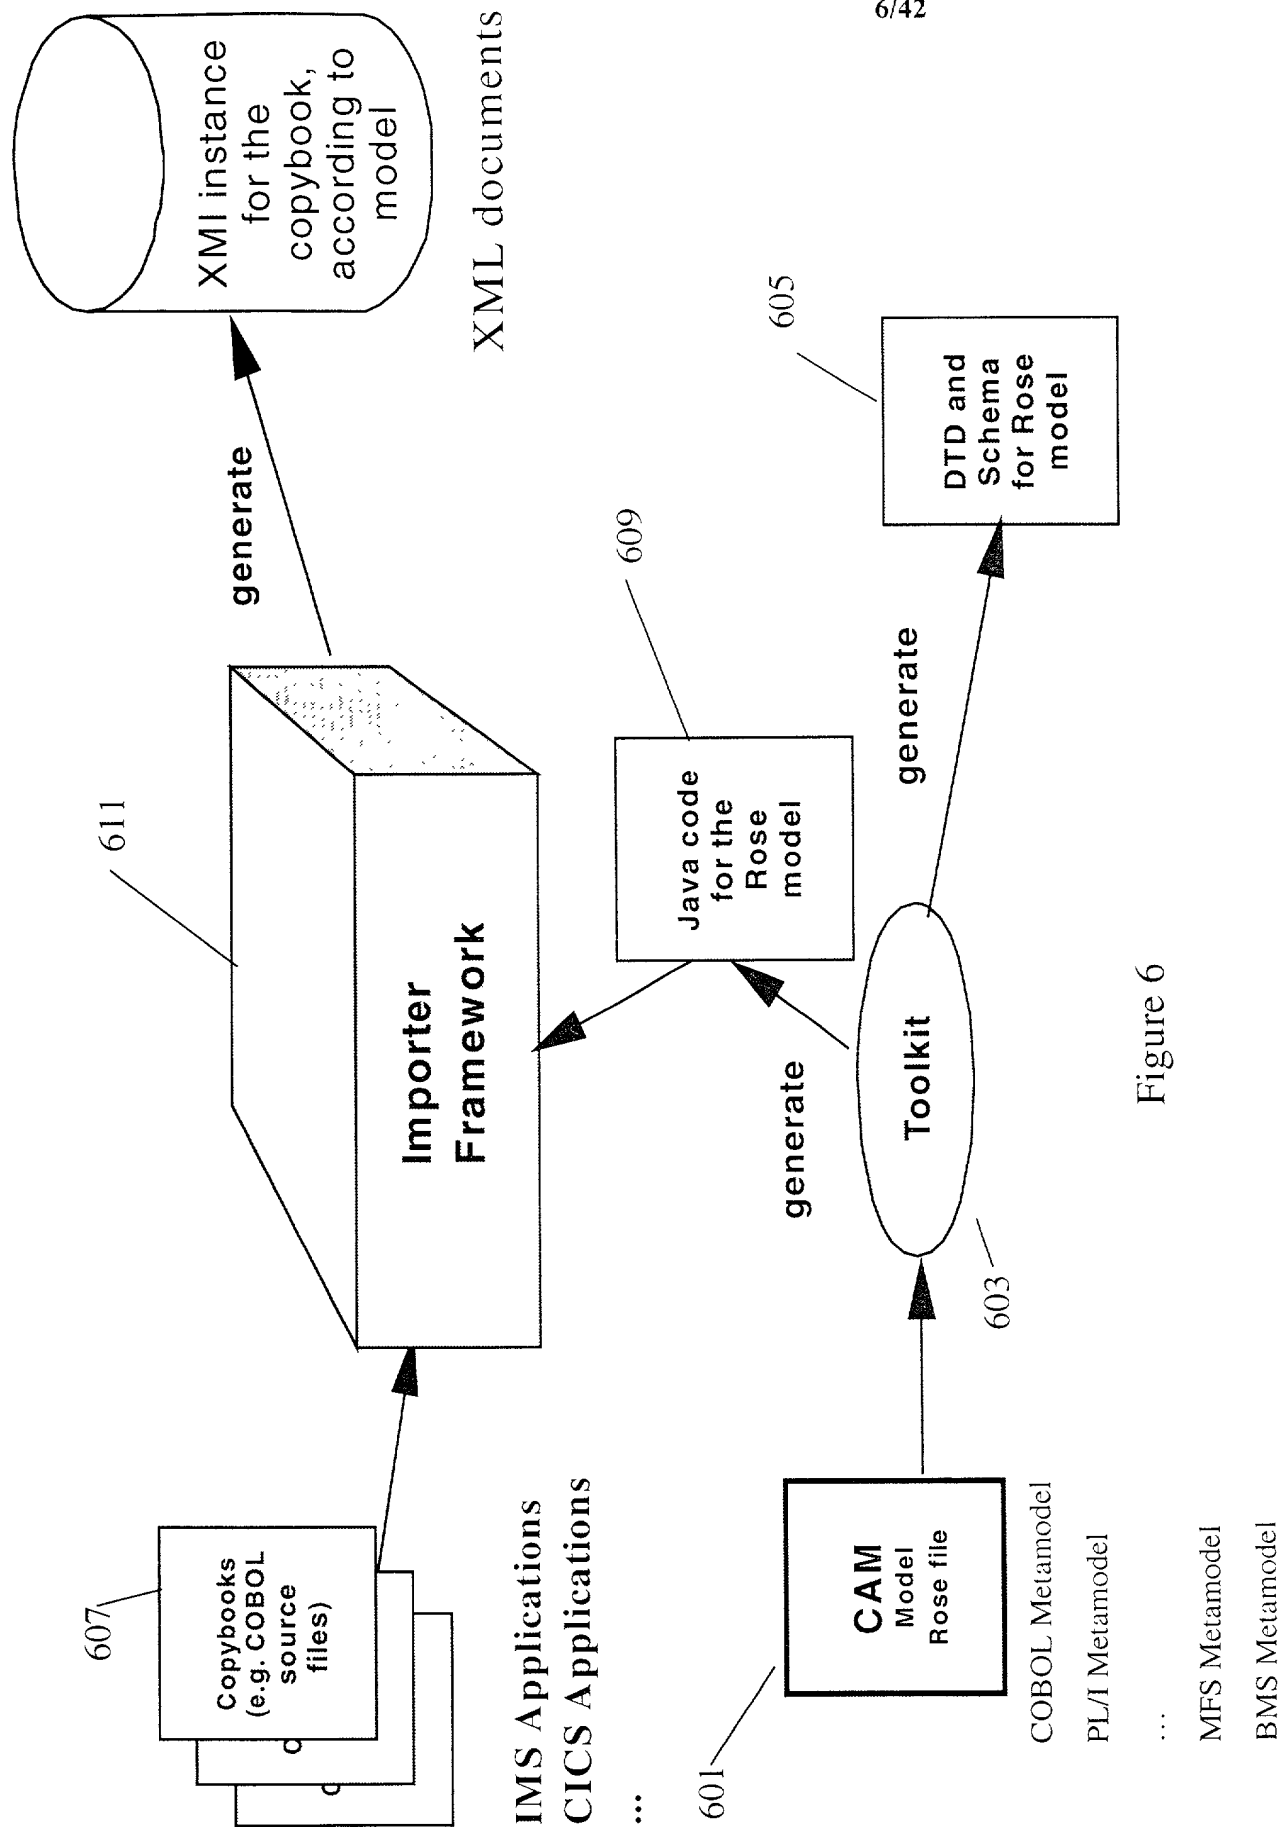 6/42
607
Copybooks
(e.g. COBOL
source
files)
C
C
IMS Applications
CICS Applications
...
611
Importer
Framework
generate
XMI instance
for the
copybook,
according to
model
XML documents
609
Java code
for the
Rose
model
generate
601
CAM
Model
Rose file
COBOL Metamodel
PL/I Metamodel
...
MFS Metamodel
BMS Metamodel
603
Toolkit
generate
605
DTD and
Schema
for Rose
model
Figure 6